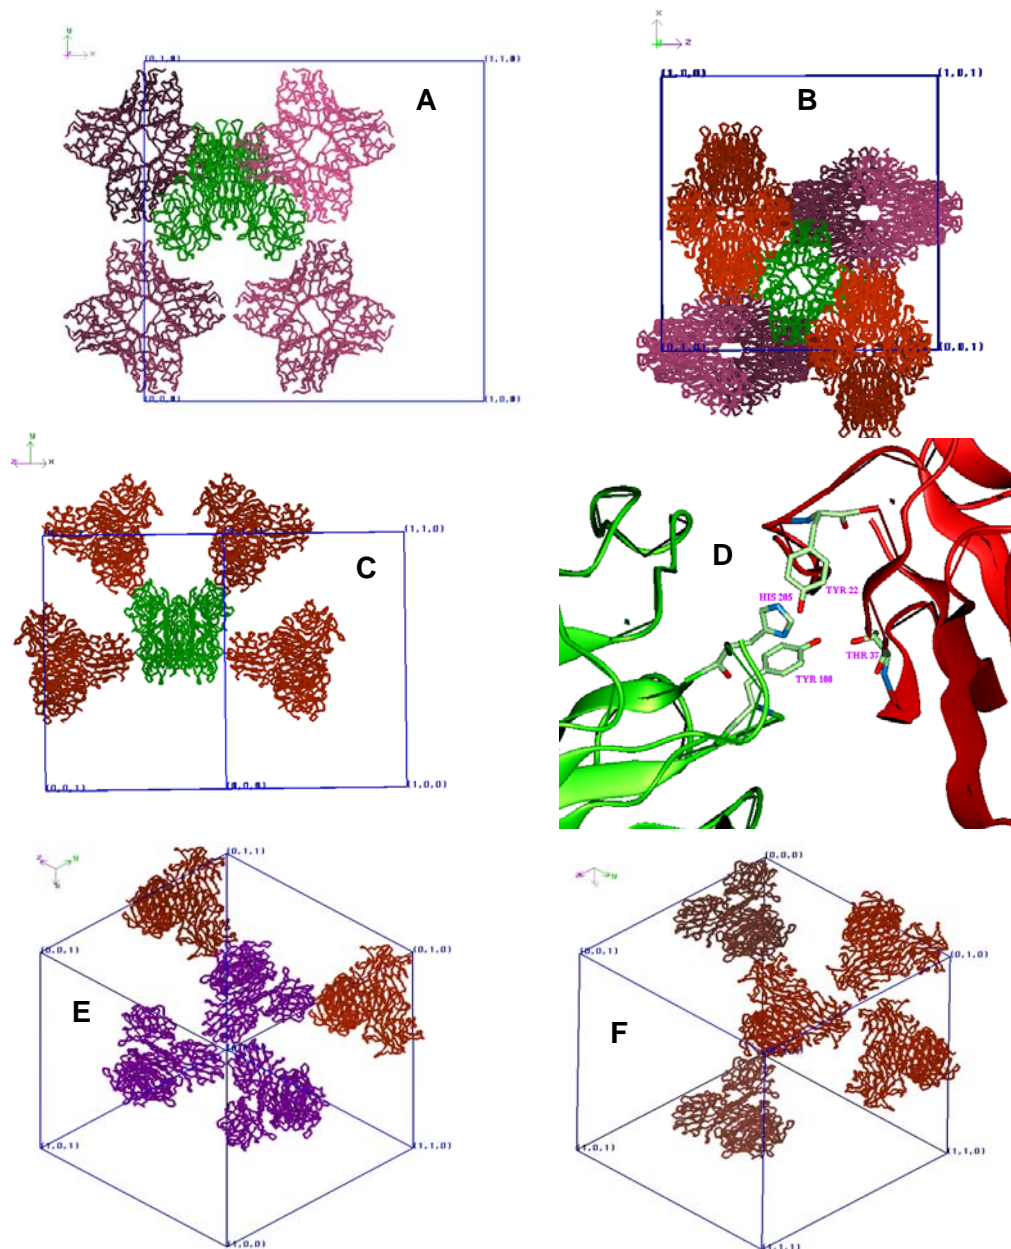 y
z
x
(0,1,0)
(1,1,0)
A
(0,0,0)
(1,0,0)
x
y
z
(1,0,0)
(1,0,1)
B
(0,1,0)
(0,0,1)
y
z
x
(1,1,0)
C
(0,0,1)
(1,0,0)
D
TYR 22
HIS 205
THR 37
TYR 100
z
y
x
(0,1,1)
(0,0,1)
(0,1,0)
E
(1,0,1)
(1,1,0)
(1,0,0)
z
y
(0,0,0)
(0,0,1)
(0,1,0)
F
(1,0,1)
(1,1,0)
(1,1,1)